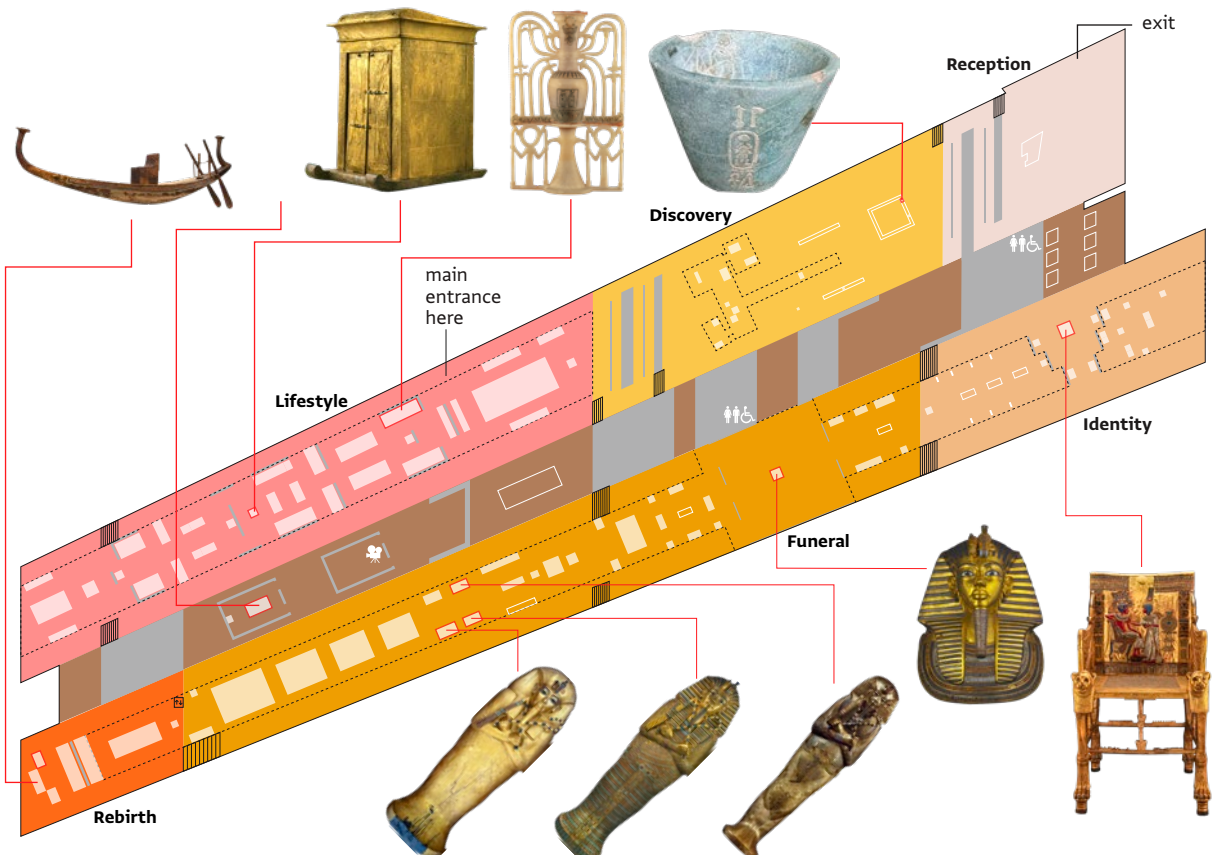 exit
Reception
Discovery
main
entrance
here
Lifestyle
Identity
Funeral
Rebirth